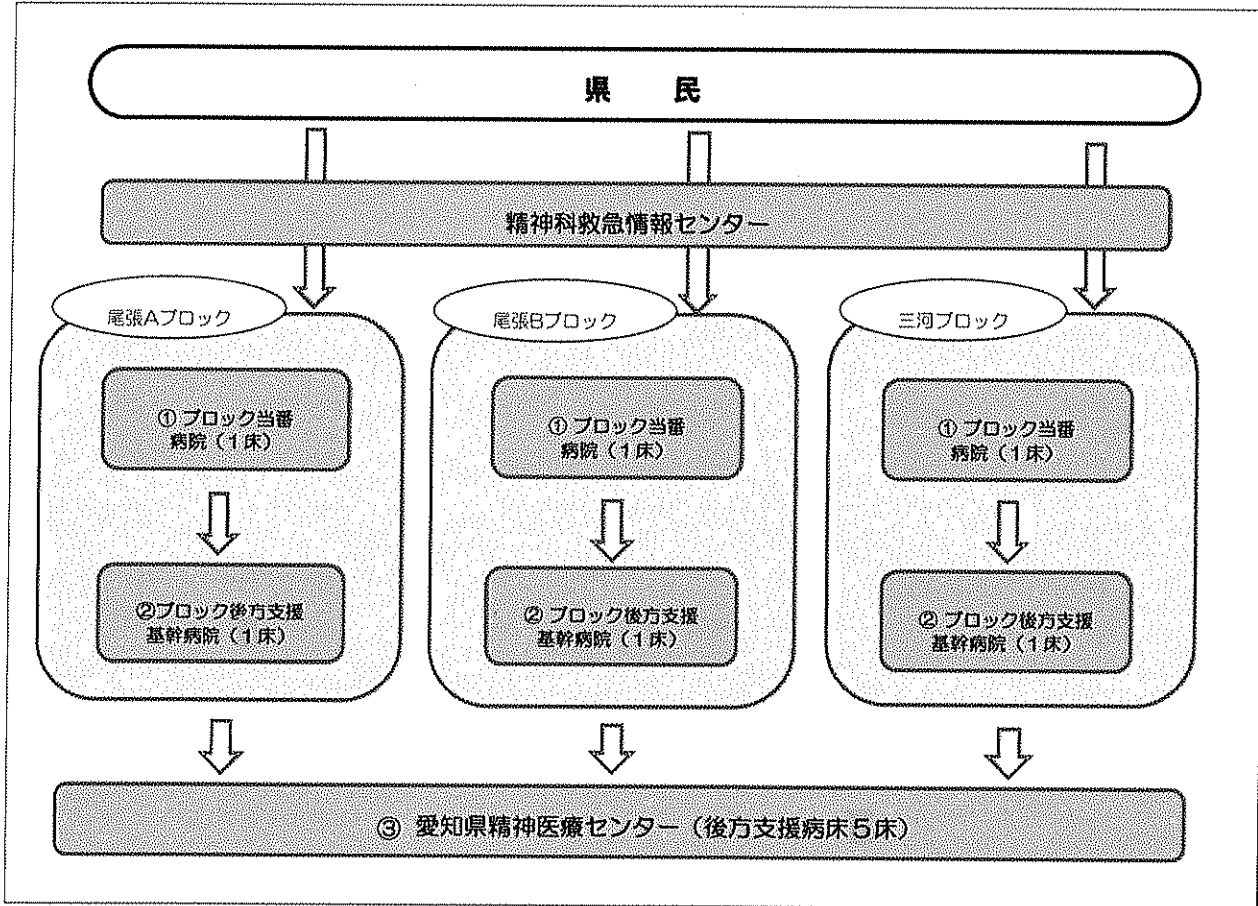 県　民
精神科救急情報センター
尾張Aブロック
尾張Bブロック
三河ブロック
① ブロック当番
病院（1床）
① ブロック当番
病院（1床）
① ブロック当番
病院（1床）
②ブロック後方支援
基幹病院（1床）
② ブロック後方支援
基幹病院（1床）
② ブロック後方支援
基幹病院（1床）
③ 愛知県精神医療センター（後方支援病床5床）